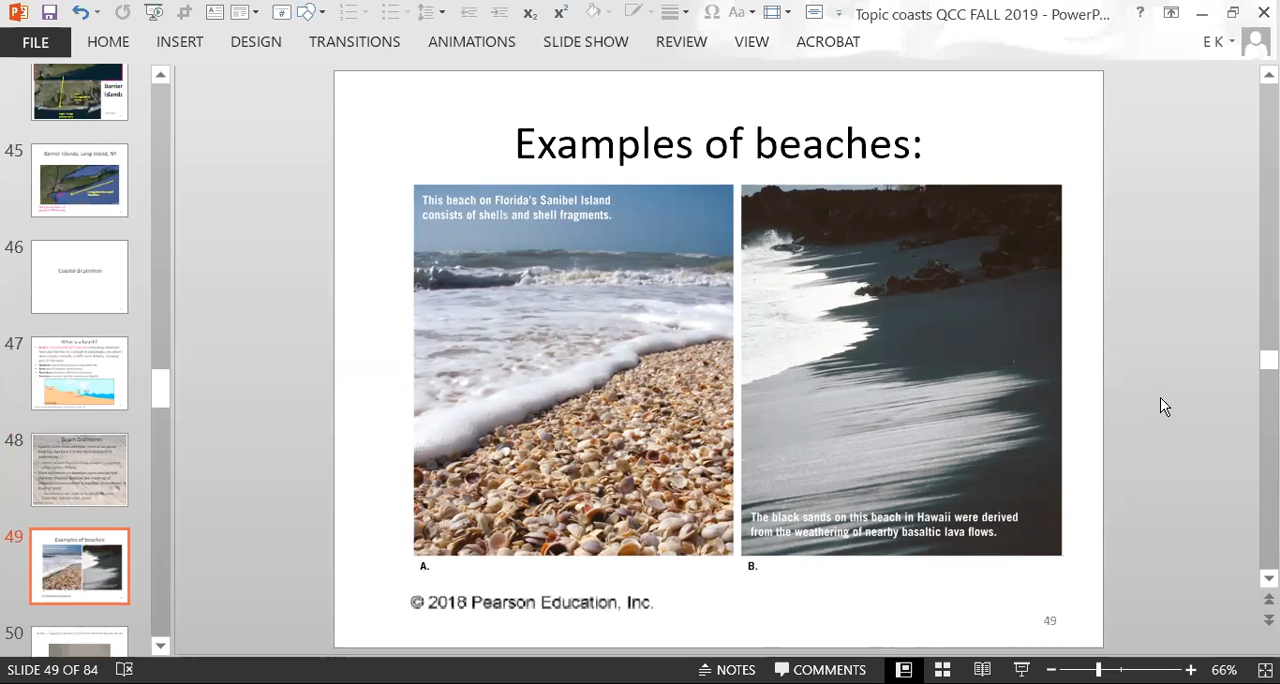 Topic coasts QCC FALL 2019 - PowerP...
?
FILE
HOME
INSERT
DESIGN
TRANSITIONS
ANIMATIONS
SLIDE SHOW
REVIEW
VIEW
ACROBAT
E K
Barrier
Islands
45
Barrier Islands, Long Island, NY
46
Coastal deposition
47
What is a beach?
48
Beach Sediments
49
Examples of beaches:
50
Examples of beaches:
This beach on Florida's Sanibel Island
consists of shells and shell fragments.
The black sands on this beach in Hawaii were derived
from the weathering of nearby basaltic lava flows.
A.
B.
© 2018 Pearson Education, Inc.
49
SLIDE 49 OF 84
NOTES
COMMENTS
66%